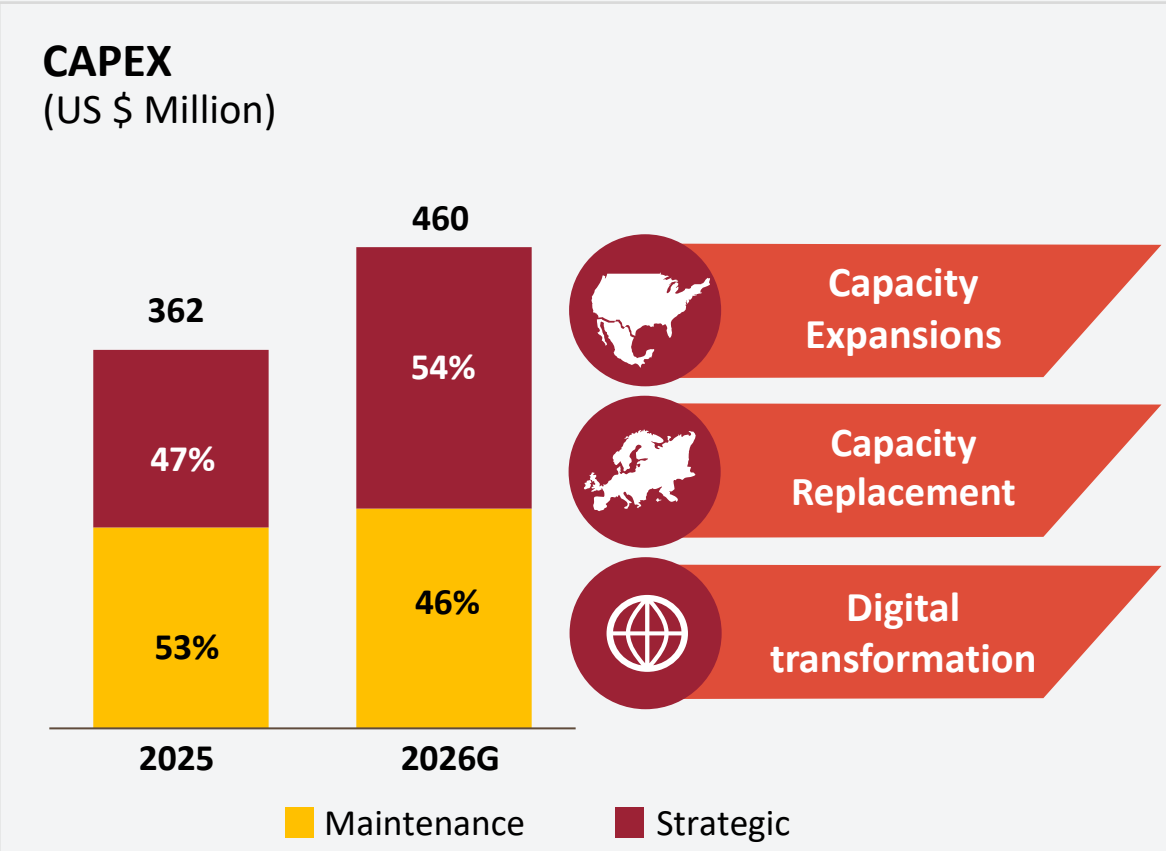 CAPEX
(US $ Million)
362
460
47%
54%
53%
46%
2025
2026G
Maintenance
Strategic
Capacity
Expansions
Capacity
Replacement
Digital
transformation